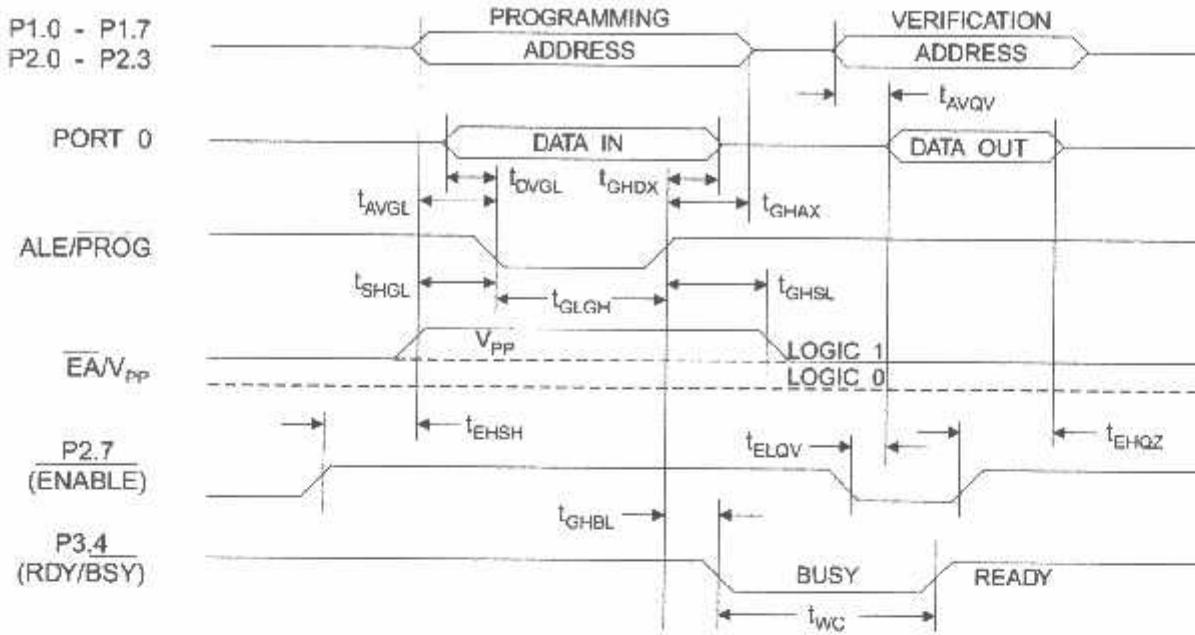 PROGRAMMING
VERIFICATION
P1.0 - P1.7
P2.0 - P2.3
ADDRESS
ADDRESS
tAVQV
PORT 0
DATA IN
DATA OUT
tDVGL
tGHDX
tAVGL
tGHAX
ALE/PROG
tSHGL
tGLGH
tGHSL
VPP
LOGIC 1
EA/VPP
LOGIC 0
tEHSH
tELQV
tEHQZ
P2.7
(ENABLE)
tGHBL
P3.4
(RDY/BSY)
BUSY
READY
tWC